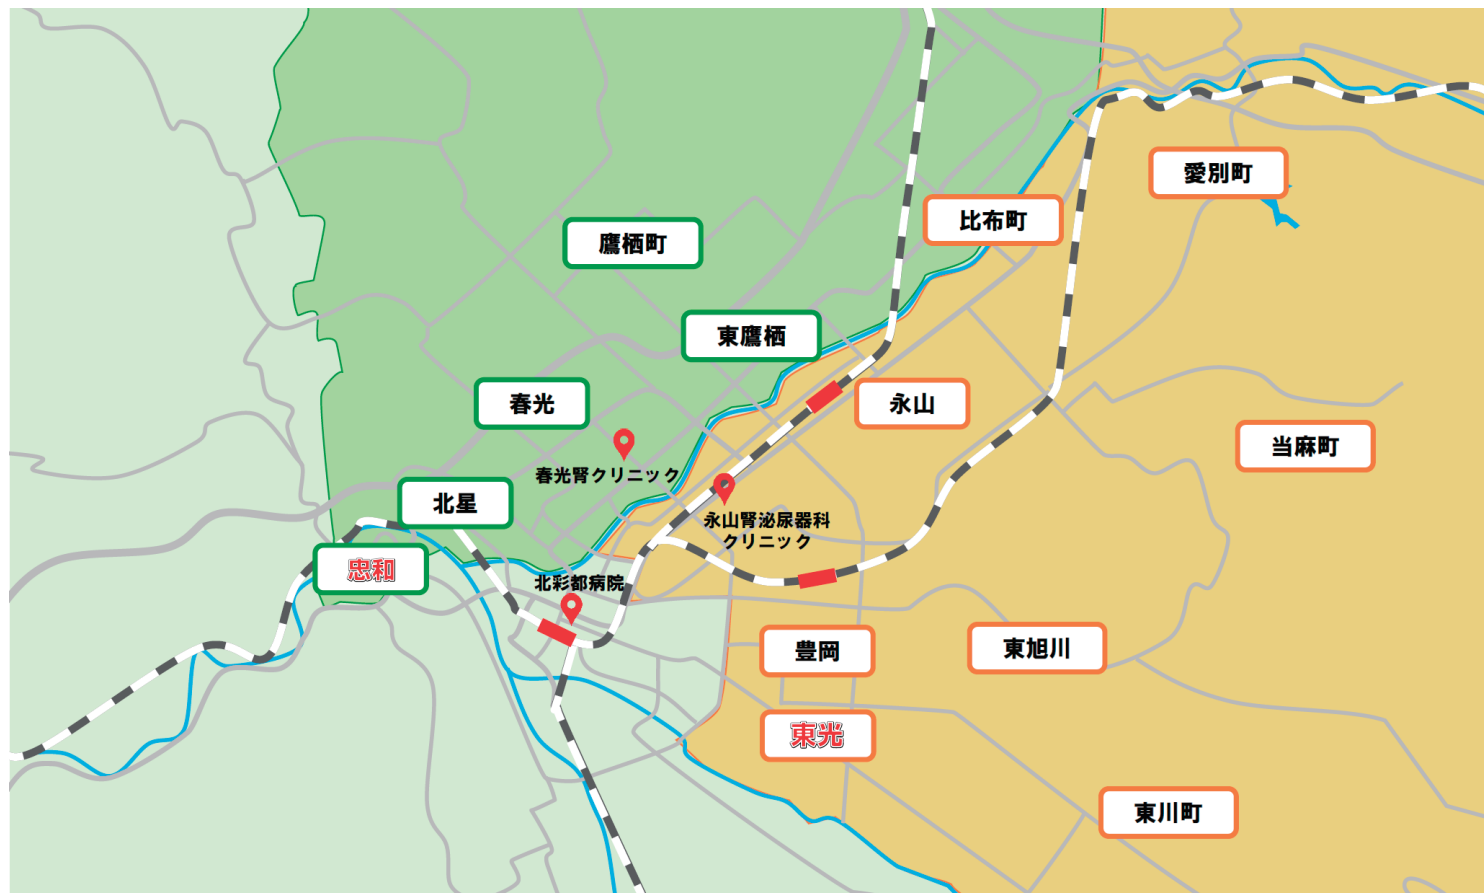 愛別町
比布町
鷹栖町
東鷹栖
春光
永山
当麻町
春光腎クリニック
北星
永山腎泌尿器科
クリニック
忠和
北彩都病院
豊岡
東旭川
東光
東川町